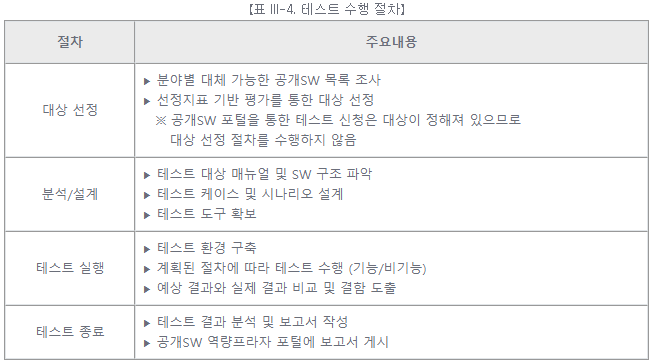 【표 Ⅲ-4. 테스트 수행 절차】
절차
주요내용
대상 선정
▶ 분야별 대체 가능한 공개SW 목록 조사
▶ 선정지표 기반 평가를 통한 대상 선정
※ 공개SW 포털을 통한 테스트 신청은 대상이 정해져 있으므로
대상 선정 절차를 수행하지 않음
분석/설계
▶ 테스트 대상 매뉴얼 및 SW 구조 파악
▶ 테스트 케이스 및 시나리오 설계
▶ 테스트 도구 확보
테스트 실행
▶ 테스트 환경 구축
▶ 계획된 절차에 따라 테스트 수행 (기능/비기능)
▶ 예상 결과와 실제 결과 비교 및 결함 도출
테스트 종료
▶ 테스트 결과 분석 및 보고서 작성
▶ 공개SW 역량프라자 포털에 보고서 게시